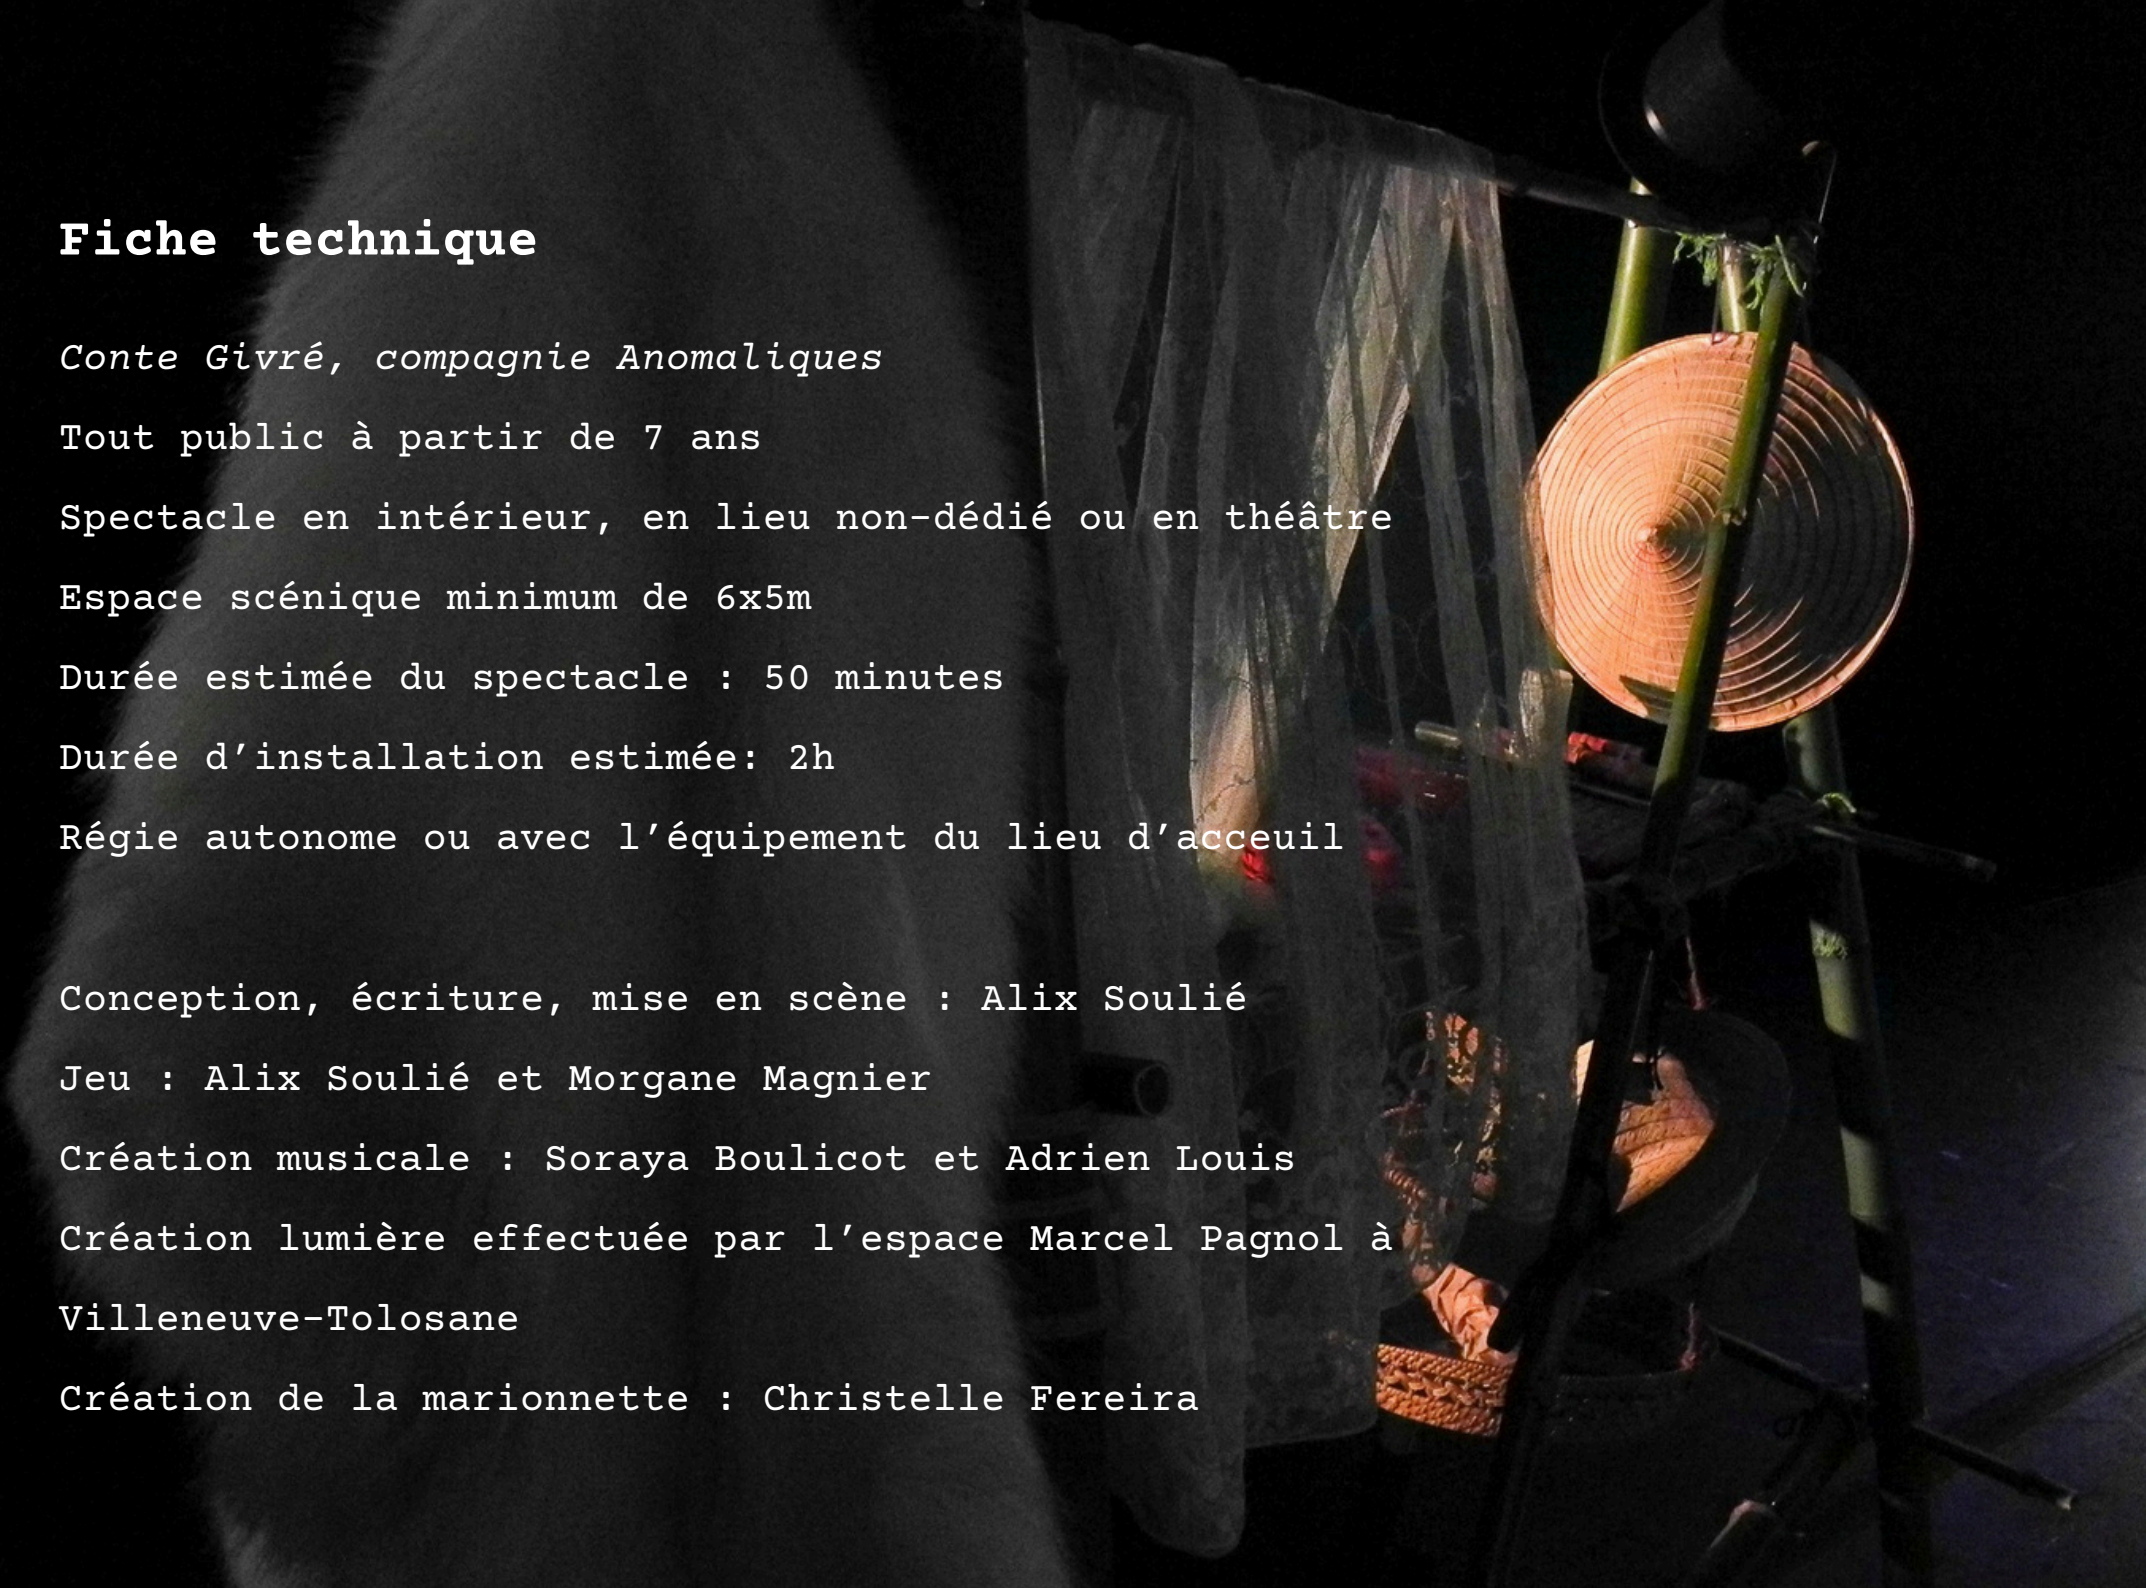 Fiche technique
Conte Givré, compagnie Anomaliques
Tout public à partir de 7 ans
Spectacle en intérieur, en lieu non-dédié ou en théâtre
Espace scénique minimum de 6x5m
Durée estimée du spectacle : 50 minutes
Durée d’installation estimée: 2h
Régie autonome ou avec l’équipement du lieu d’acceuil
Conception, écriture, mise en scène : Alix Soulié
Jeu : Alix Soulié et Morgane Magnier
Création musicale : Soraya Boulicot et Adrien Louis
Création lumière effectuée par l’espace Marcel Pagnol à
Villeneuve-Tolosane
Création de la marionnette : Christelle Fereira